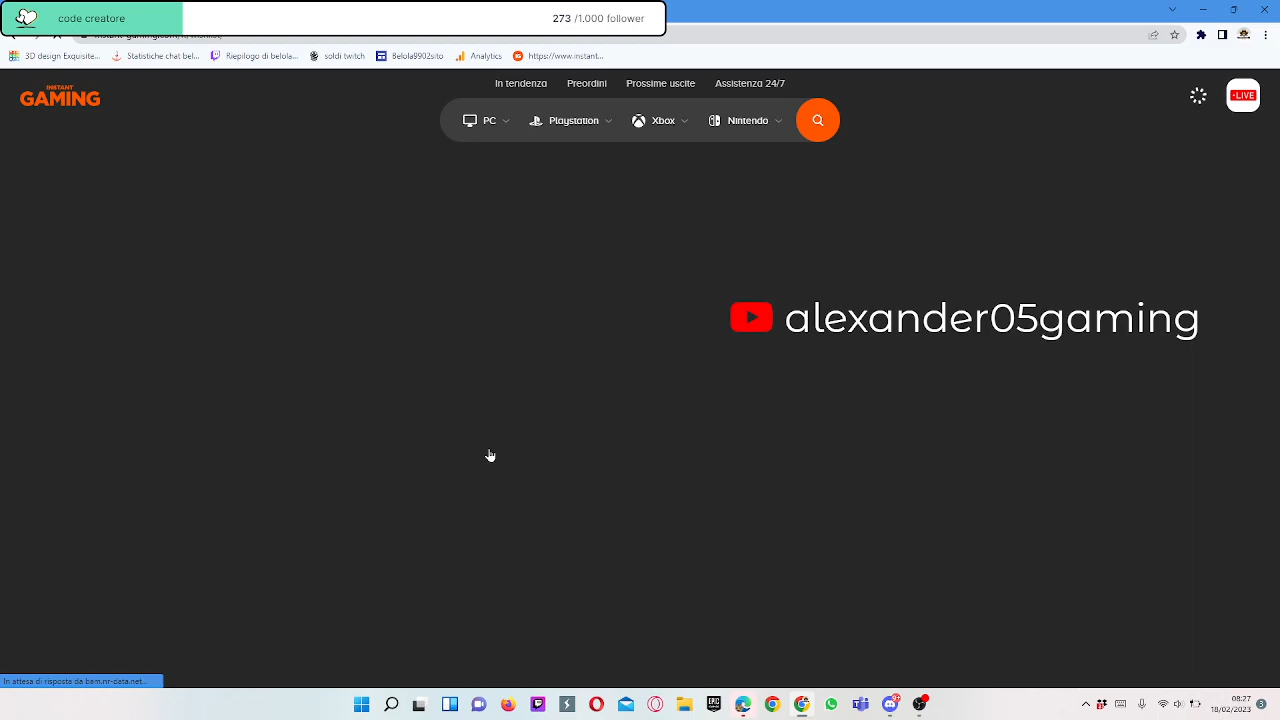 code creatore
273 /1.000 follower
3D design Exquisite...
Statistiche chat bel...
Riepilogo di belola...
soldi twitch
Belola9902sito
Analytics
https://www.instant...
INSTANT
GAMING
In tendenza
Preordini
Prossime uscite
Assistenza 24/7
PC
Playstation
Xbox
Nintendo
LIVE
alexander05gaming
In attesa di risposta da bam.nr-data.net...
08:27
18/02/2023
3